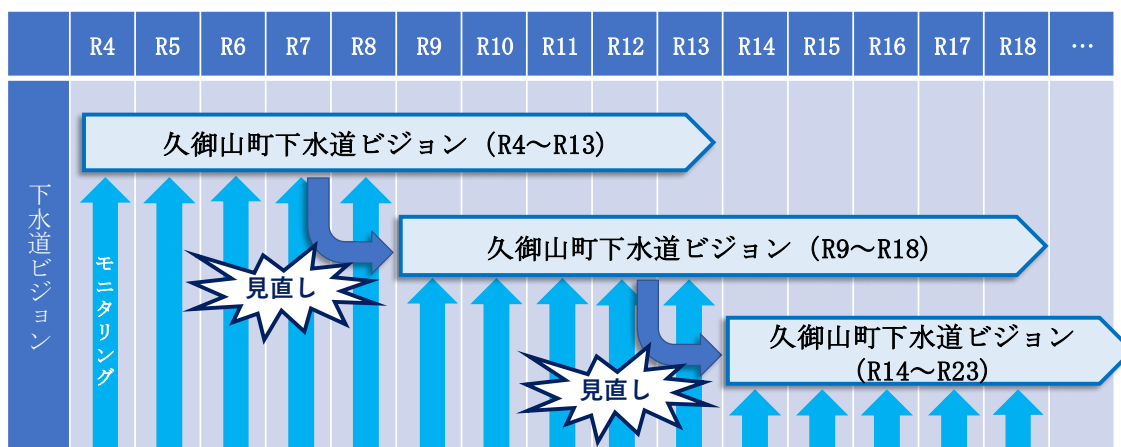 R4 R5 R6 R7 R8 R9 R10 R11 R12 R13 R14 R15 R16 R17 R18 …
下水道ビジョン
久御山町下水道ビジョン（R4～R13）
モニタリング
見直し
久御山町下水道ビジョン（R9～R18）
見直し
久御山町下水道ビジョン
（R14～R23）